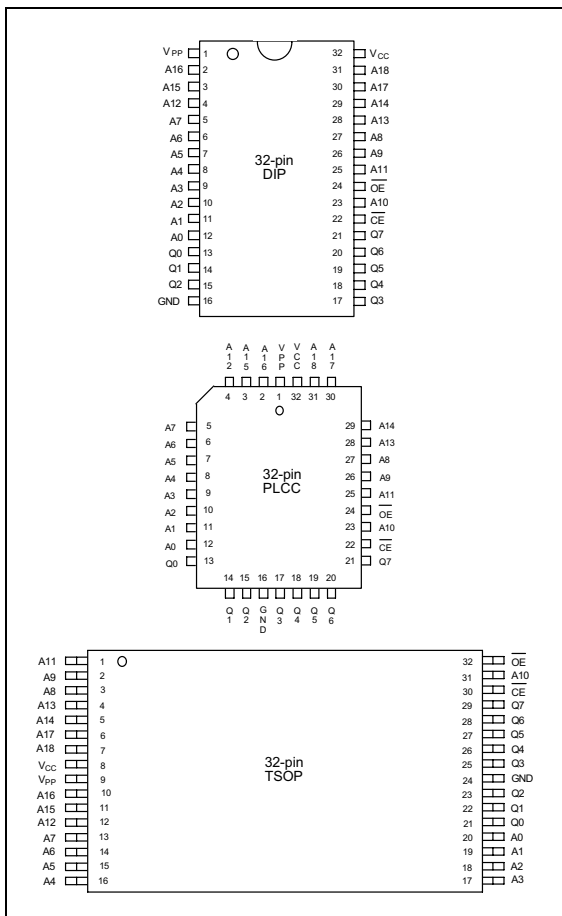 VPP 1 32 VCC
A16 2 31 A18
A15 3 30 A17
A12 4 29 A14
A7 5 28 A13
A6 6 27 A8
A5 7 26 A9
A4 8 25 A11
A3 9 24 OE
A2 10 23 A10
A1 11 22 CE
A0 12 21 Q7
Q0 13 20 Q6
Q1 14 19 Q5
Q2 15 18 Q4
GND 16 17 Q3
32-pin
DIP
A12 A15 A16 VPP VCC A18 A17
4 3 2 1 32 31 30
A7 5 29 A14
A6 6 28 A13
A5 7 27 A8
A4 8 26 A9
A3 9 25 A11
A2 10 24 OE
A1 11 23 A10
A0 12 22 CE
Q0 13 21 Q7
32-pin
PLCC
14 15 16 17 18 19 20
Q1 Q2 GND Q3 Q4 Q5 Q6
A11 1 32 OE
A9 2 31 A10
A8 3 30 CE
A13 4 29 Q7
A14 5 28 Q6
A17 6 27 Q5
A18 7 26 Q4
VCC 8 25 Q3
VPP 9 24 GND
A16 10 23 Q2
A15 11 22 Q1
A12 12 21 Q0
A7 13 20 A0
A6 14 19 A1
A5 15 18 A2
A4 16 17 A3
32-pin
TSOP